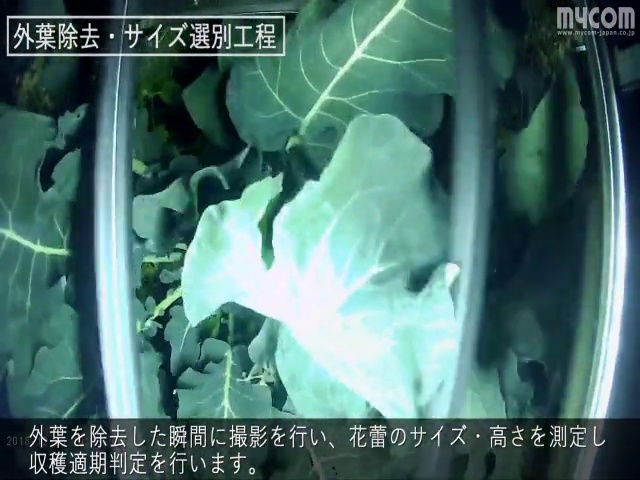 外葉除去・サイズ選別工程
mycom
www.mycom-japan.co.jp
2018
外葉を除去した瞬間に撮影を行い、花蕾のサイズ・高さを測定し
収穫適期判定を行います。